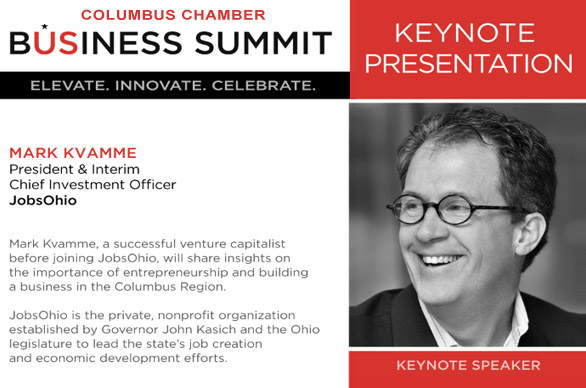 COLUMBUS CHAMBER
BUSINESS SUMMIT
ELEVATE. INNOVATE. CELEBRATE.
KEYNOTE
PRESENTATION
MARK KVAMME
President & Interim
Chief Investment Officer
JobsOhio
Mark Kvamme, a successful venture capitalist
before joining JobsOhio, will share insights on
the importance of entrepreneurship and building
a business in the Columbus Region.
JobsOhio is the private, nonprofit organization
established by Governor John Kasich and the Ohio
legislature to lead the state's job creation
and economic development efforts.
KEYNOTE SPEAKER